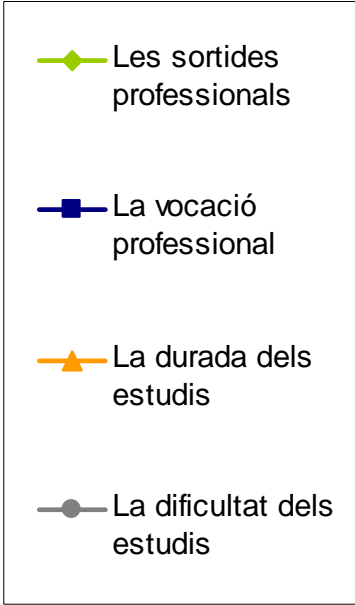 Les sortides
professionals
La vocació
professional
La durada dels
estudis
La dificultat dels
estudis